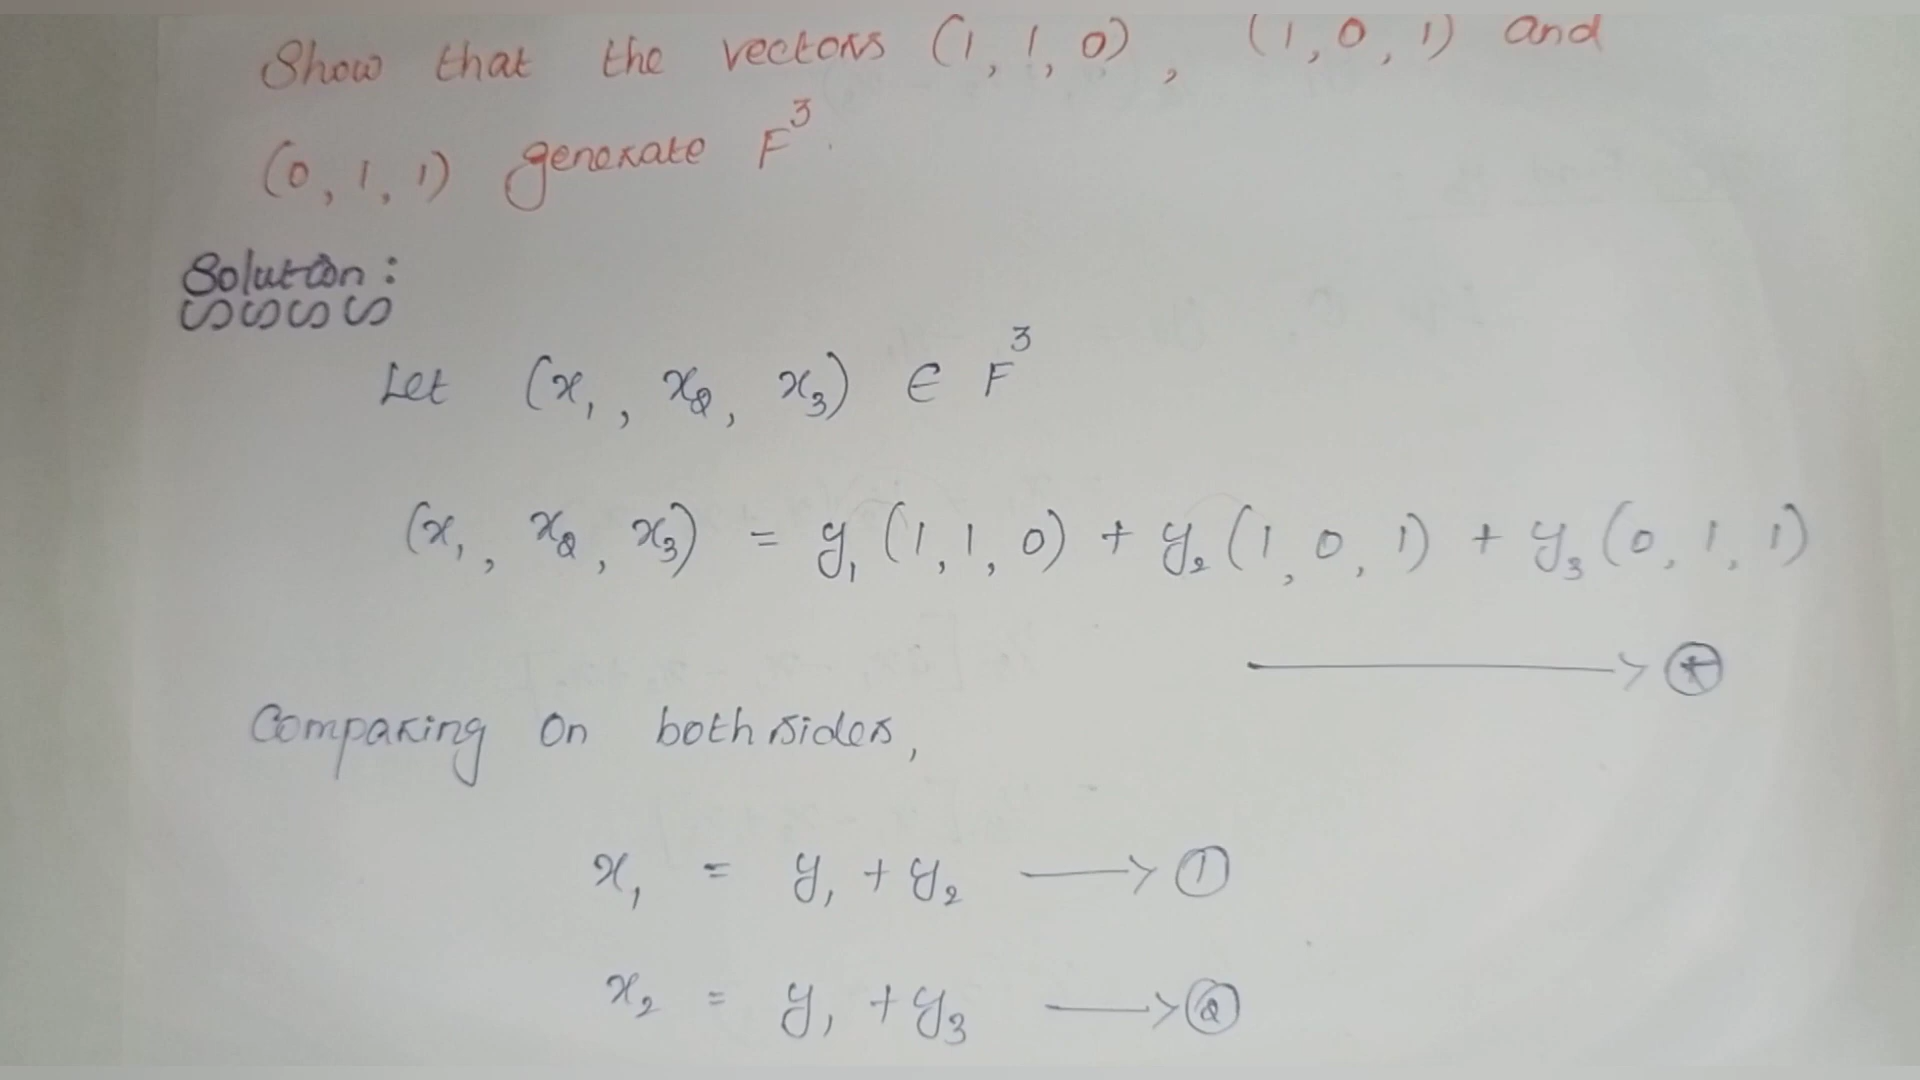 Show that the vectors (1, 1, 0), (1, 0, 1) and
(0, 1, 1) generate F³.
Solution:
Let (x₁, x₂, x₃) ∈ F³
(x₁, x₂, x₃) = y₁(1, 1, 0) + y₂(1, 0, 1) + y₃(0, 1, 1)
⟶ ⊛
Comparing on both sides,
x₁ = y₁ + y₂ ⟶ ①
x₂ = y₁ + y₃ ⟶ ②